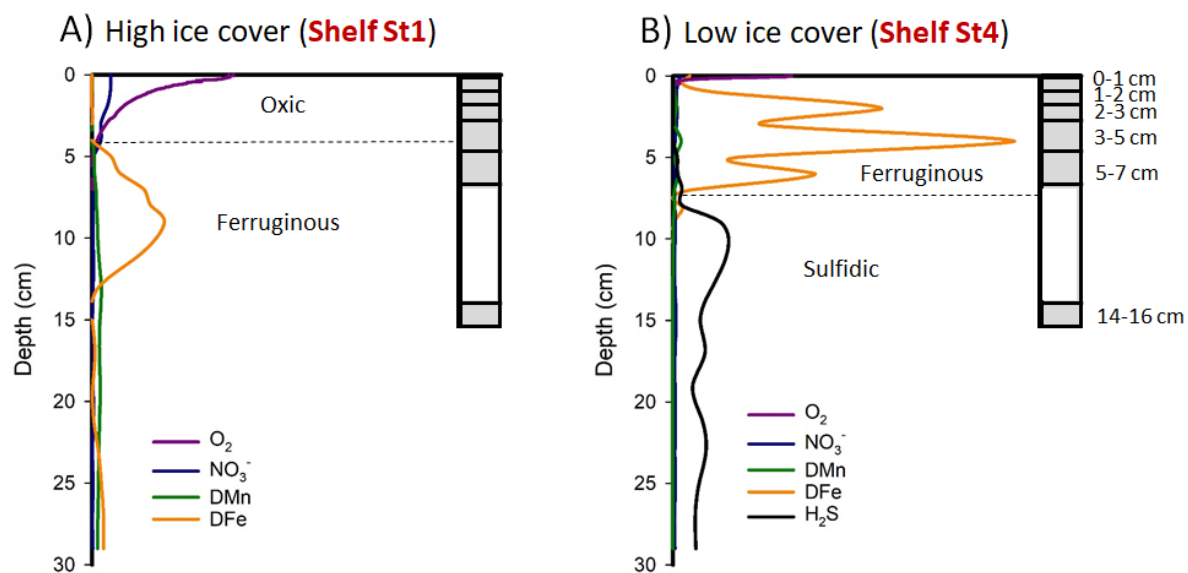 A) High ice cover (Shelf St1)
0
5
10
15
20
25
30
Depth (cm)
Oxic
Ferruginous
O₂
NO₃⁻
DMn
DFe
B) Low ice cover (Shelf St4)
0
5
10
15
20
25
30
Depth (cm)
Ferruginous
Sulfidic
O₂
NO₃⁻
DMn
DFe
H₂S
0-1 cm
1-2 cm
2-3 cm
3-5 cm
5-7 cm
14-16 cm